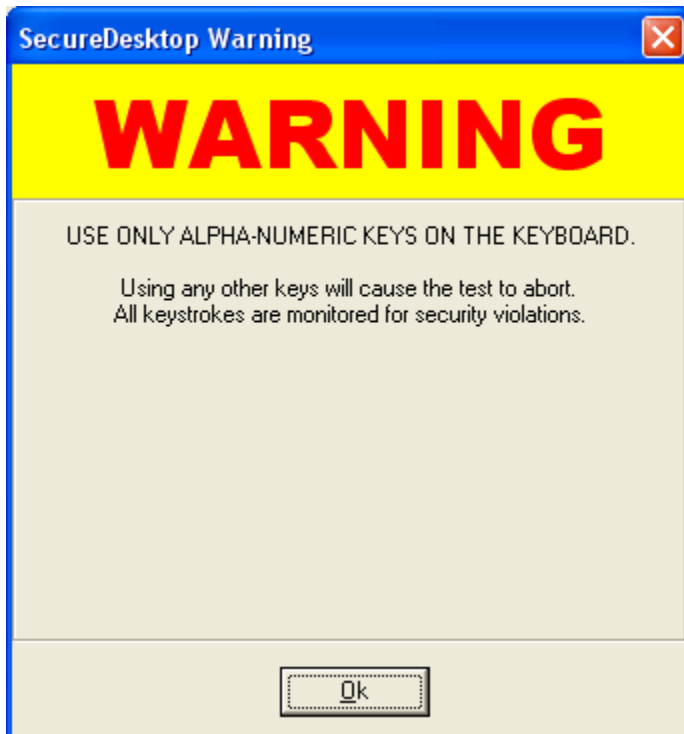 SecureDesktop Warning
WARNING
USE ONLY ALPHA-NUMERIC KEYS ON THE KEYBOARD.
Using any other keys will cause the test to abort.
All keystrokes are monitored for security violations.
Ok